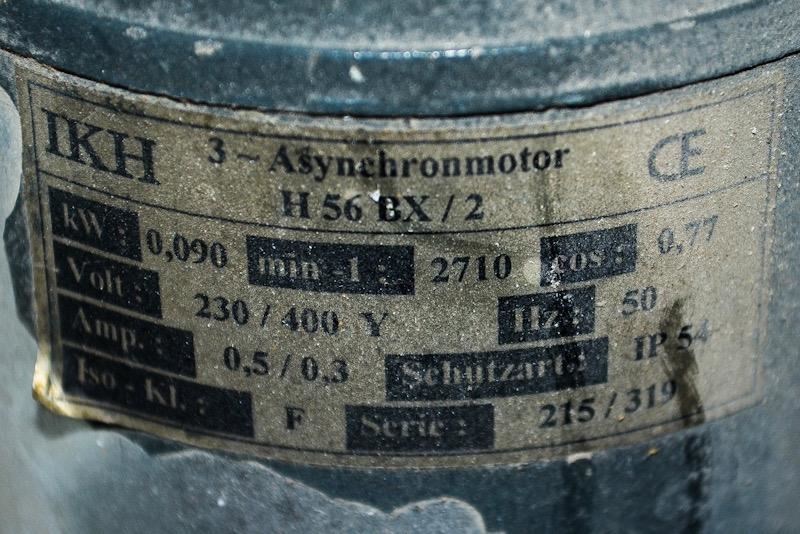 IKH 3 ~ Asynchronmotor CE
H 56 BX / 2
kW : 0,090 min -1 : 2710 cos : 0,77
Volt : 230 / 400 Y Hz : 50
Amp. : 0,5 / 0,3 Schutzart : IP 54
Iso - Kl. : F Serie : 215 / 319